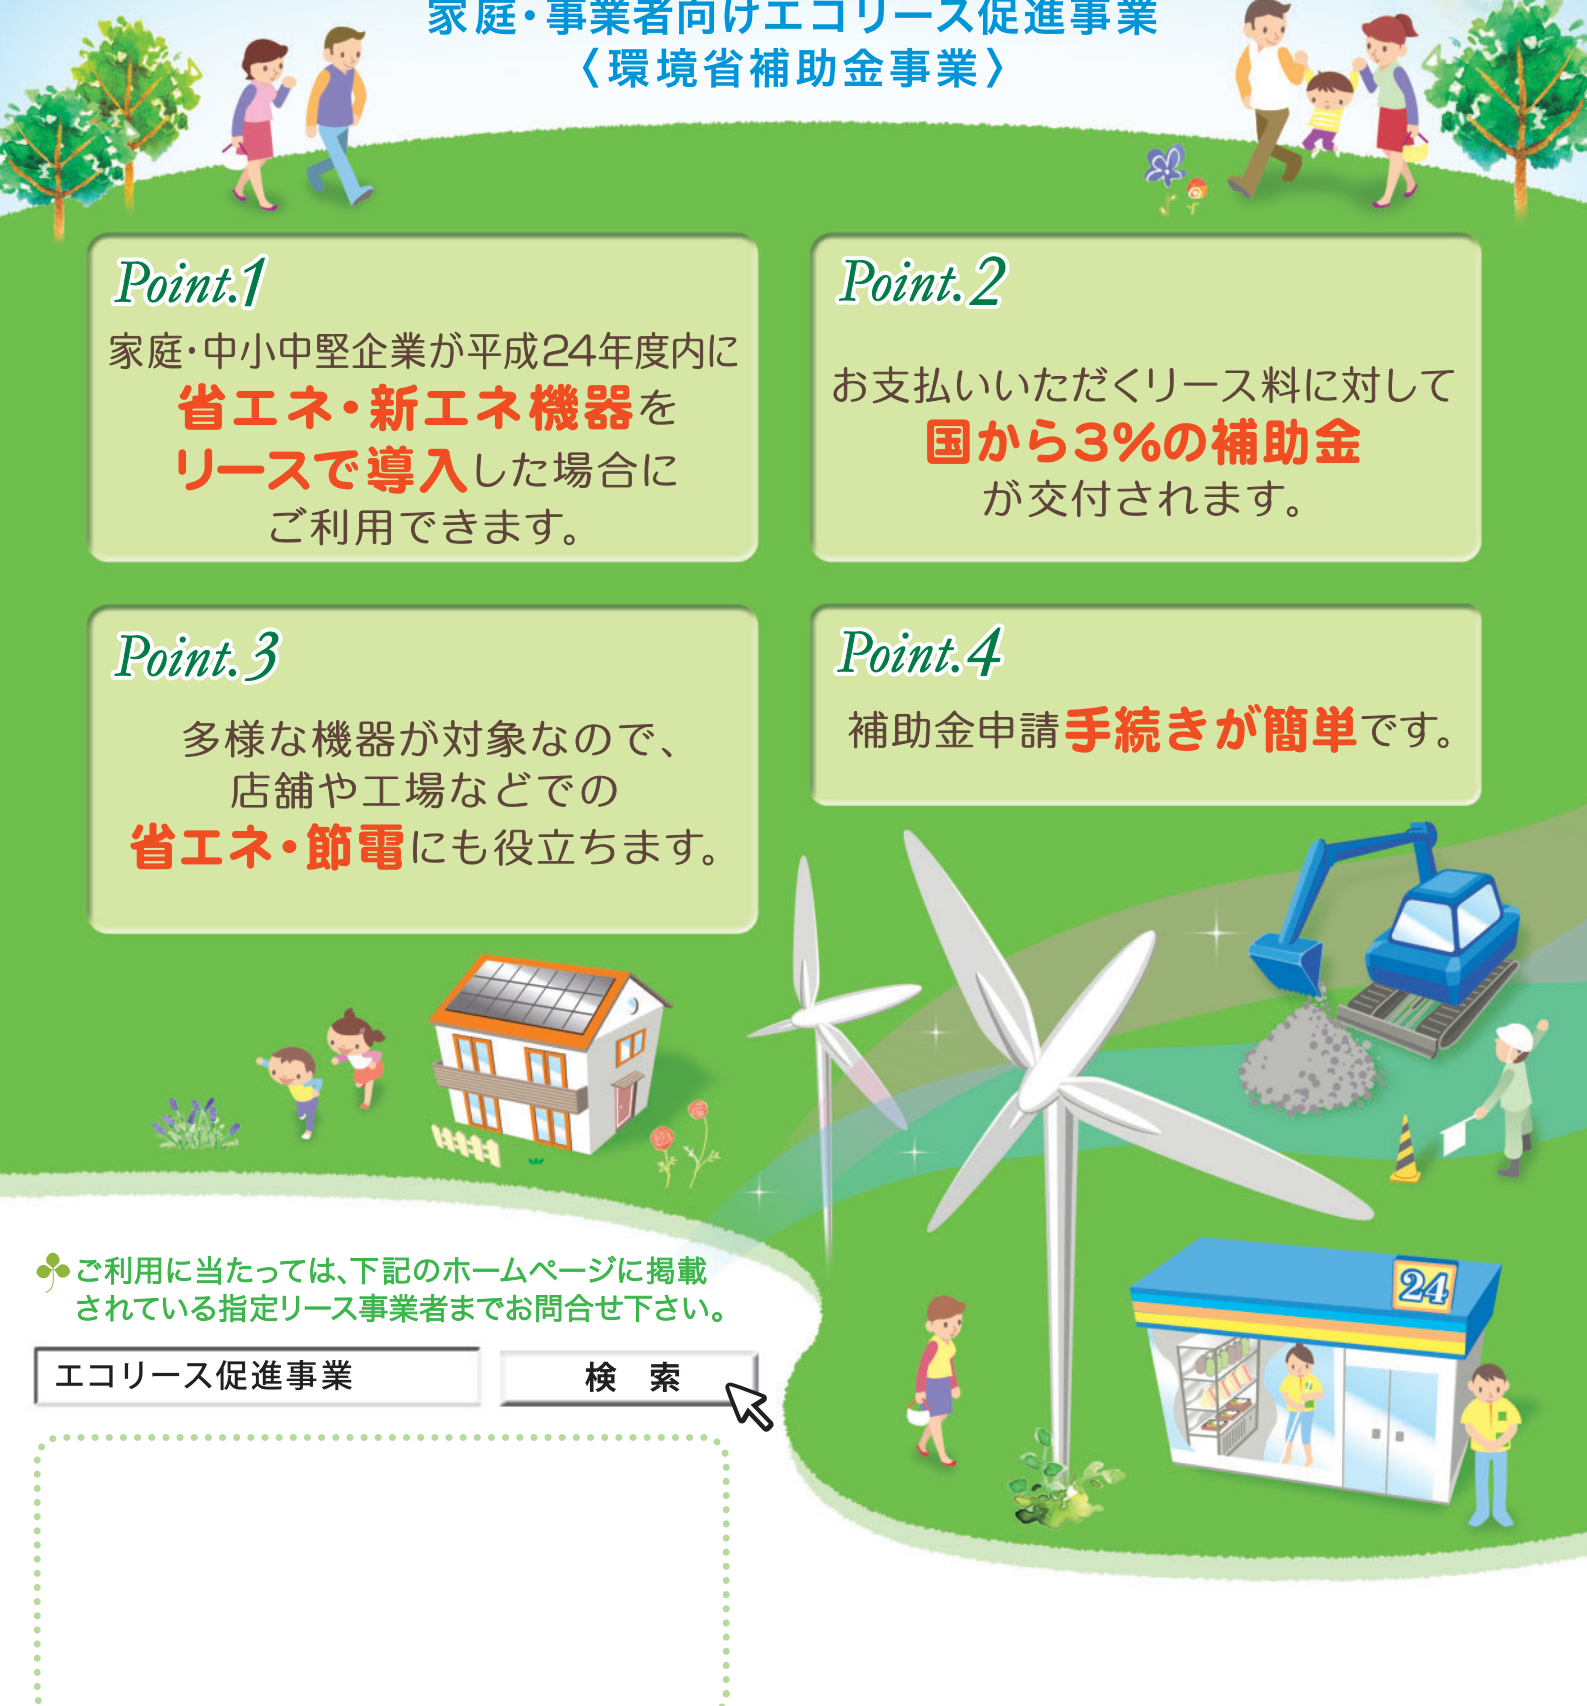 家庭・事業者向けエコリース促進事業
〈環境省補助金事業〉
Point.1
家庭・中小中堅企業が平成24年度内に
省エネ・新エネ機器を
リースで導入した場合に
ご利用できます。
Point.2
お支払いいただくリース料に対して
国から3%の補助金
が交付されます。
Point.3
多様な機器が対象なので、
店舗や工場などでの
省エネ・節電にも役立ちます。
Point.4
補助金申請手続きが簡単です。
ご利用に当たっては、下記のホームページに掲載
されている指定リース事業者までお問合せ下さい。
エコリース促進事業
検 索
24